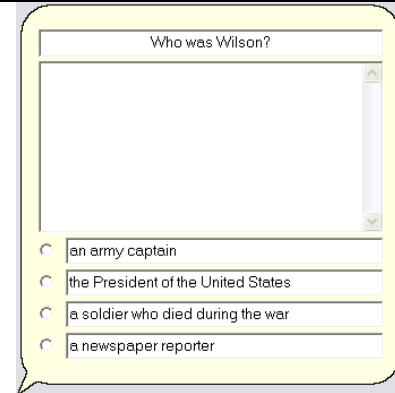 Who was Wilson?
an army captain
the President of the United States
a soldier who died during the war
a newspaper reporter